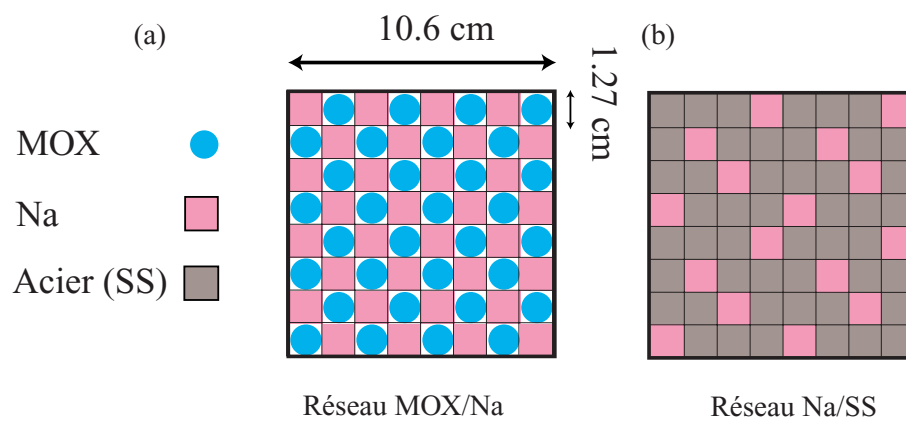 (a)
10.6 cm
1.27 cm
(b)
MOX
Na
Acier (SS)
Réseau MOX/Na
Réseau Na/SS